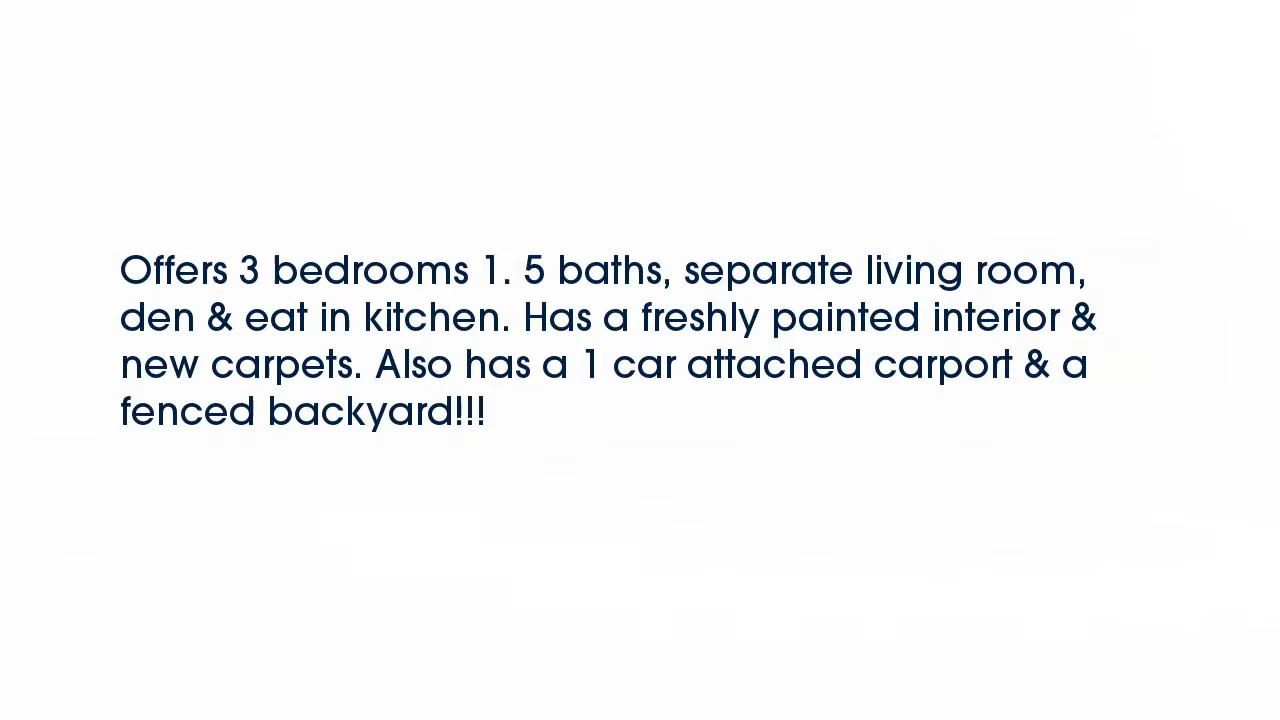 Offers 3 bedrooms 1. 5 baths, separate living room,
den & eat in kitchen. Has a freshly painted interior &
new carpets. Also has a 1 car attached carport & a
fenced backyard!!!